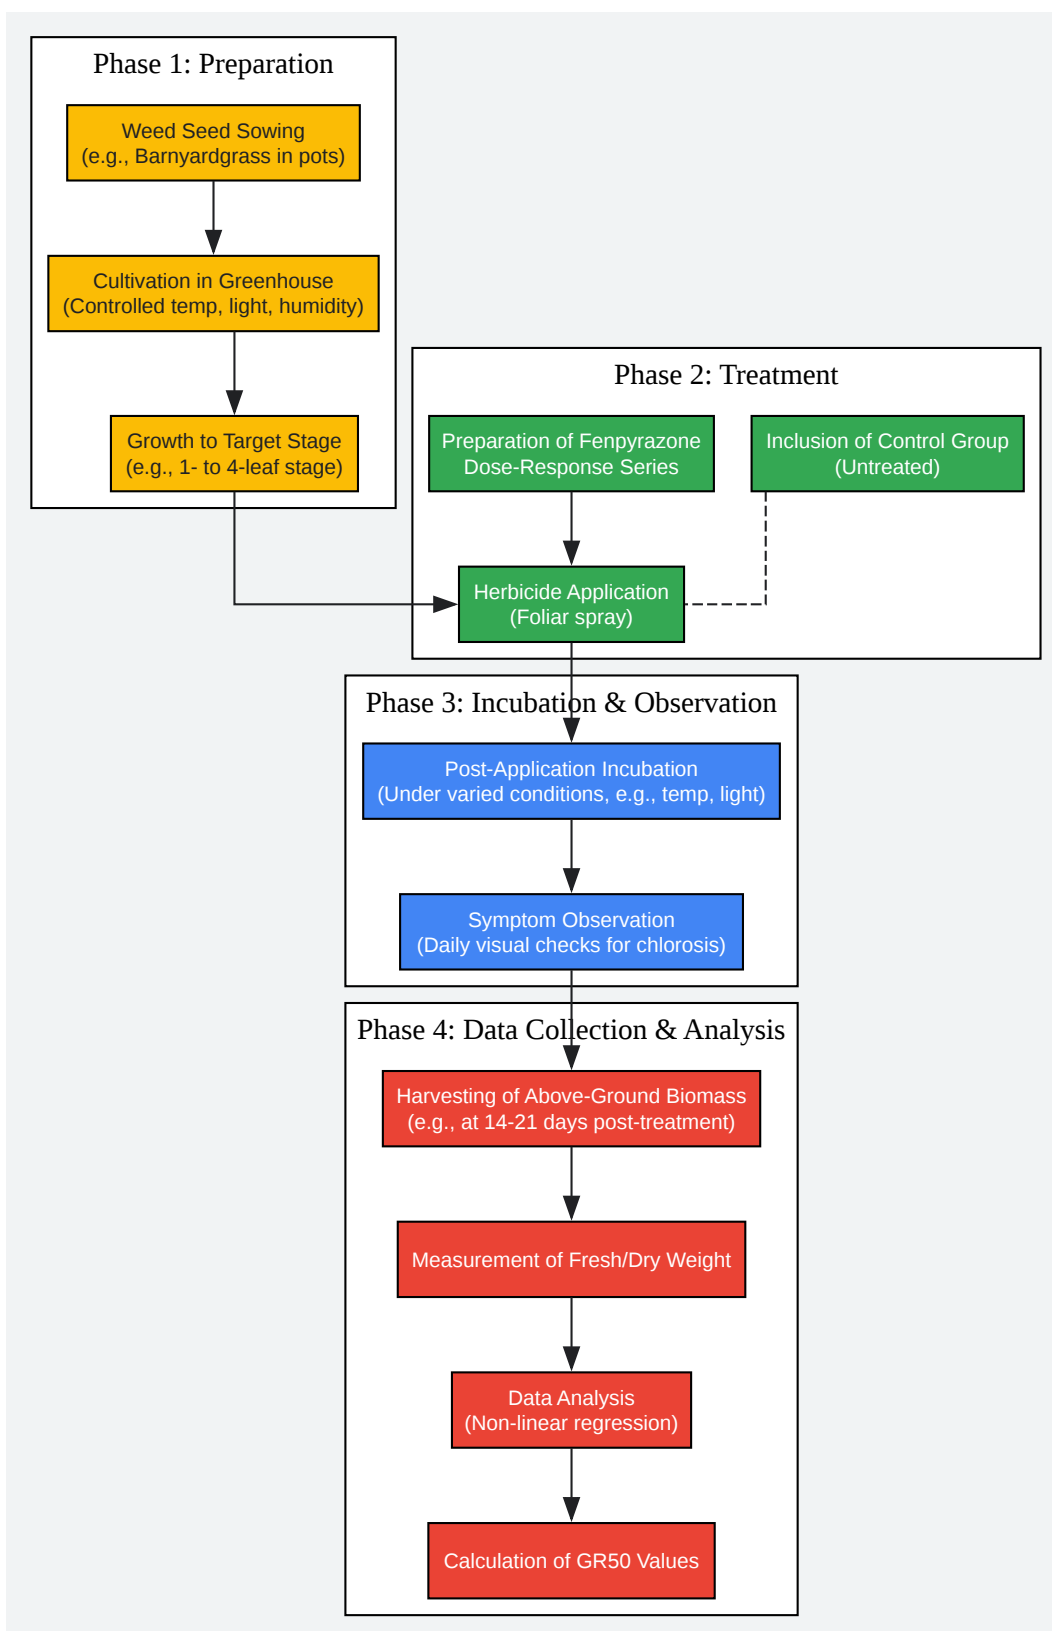 Phase 1: Preparation
Weed Seed Sowing
(e.g., Barnyardgrass in pots)
Cultivation in Greenhouse
(Controlled temp, light, humidity)
Growth to Target Stage
(e.g., 1- to 4-leaf stage)
Phase 2: Treatment
Preparation of Fenpyrazone
Dose-Response Series
Inclusion of Control Group
(Untreated)
Herbicide Application
(Foliar spray)
Phase 3: Incubation & Observation
Post-Application Incubation
(Under varied conditions, e.g., temp, light)
Symptom Observation
(Daily visual checks for chlorosis)
Phase 4: Data Collection & Analysis
Harvesting of Above-Ground Biomass
(e.g., at 14-21 days post-treatment)
Measurement of Fresh/Dry Weight
Data Analysis
(Non-linear regression)
Calculation of GR50 Values